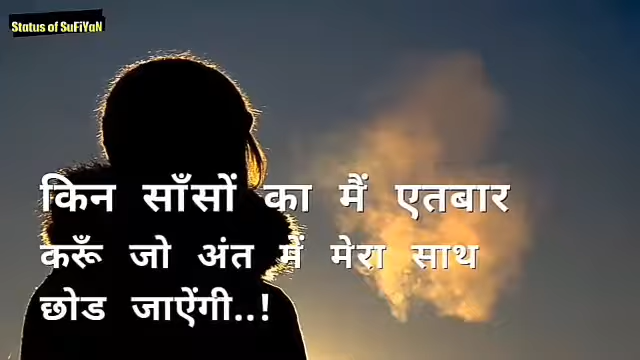 Status of SuFiYaN
किन साँसों का मैं एतबार
करूँ जो अंत में मेरा साथ
छोड जाऐंगी..!